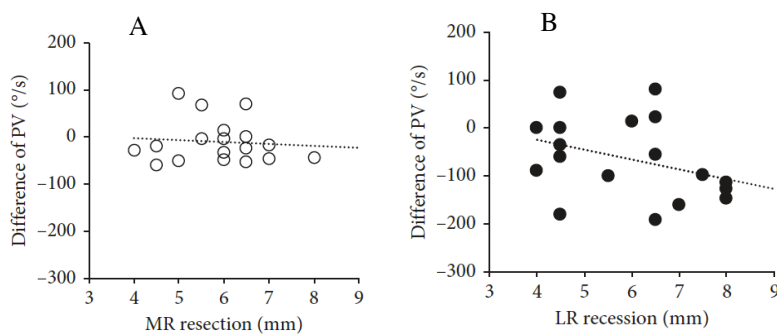 A
200
100
0
−100
−200
−300
Difference of PV (°/s)
3 4 5 6 7 8 9
MR resection (mm)
B
200
100
0
−100
−200
−300
Difference of PV (°/s)
3 4 5 6 7 8 9
LR recession (mm)